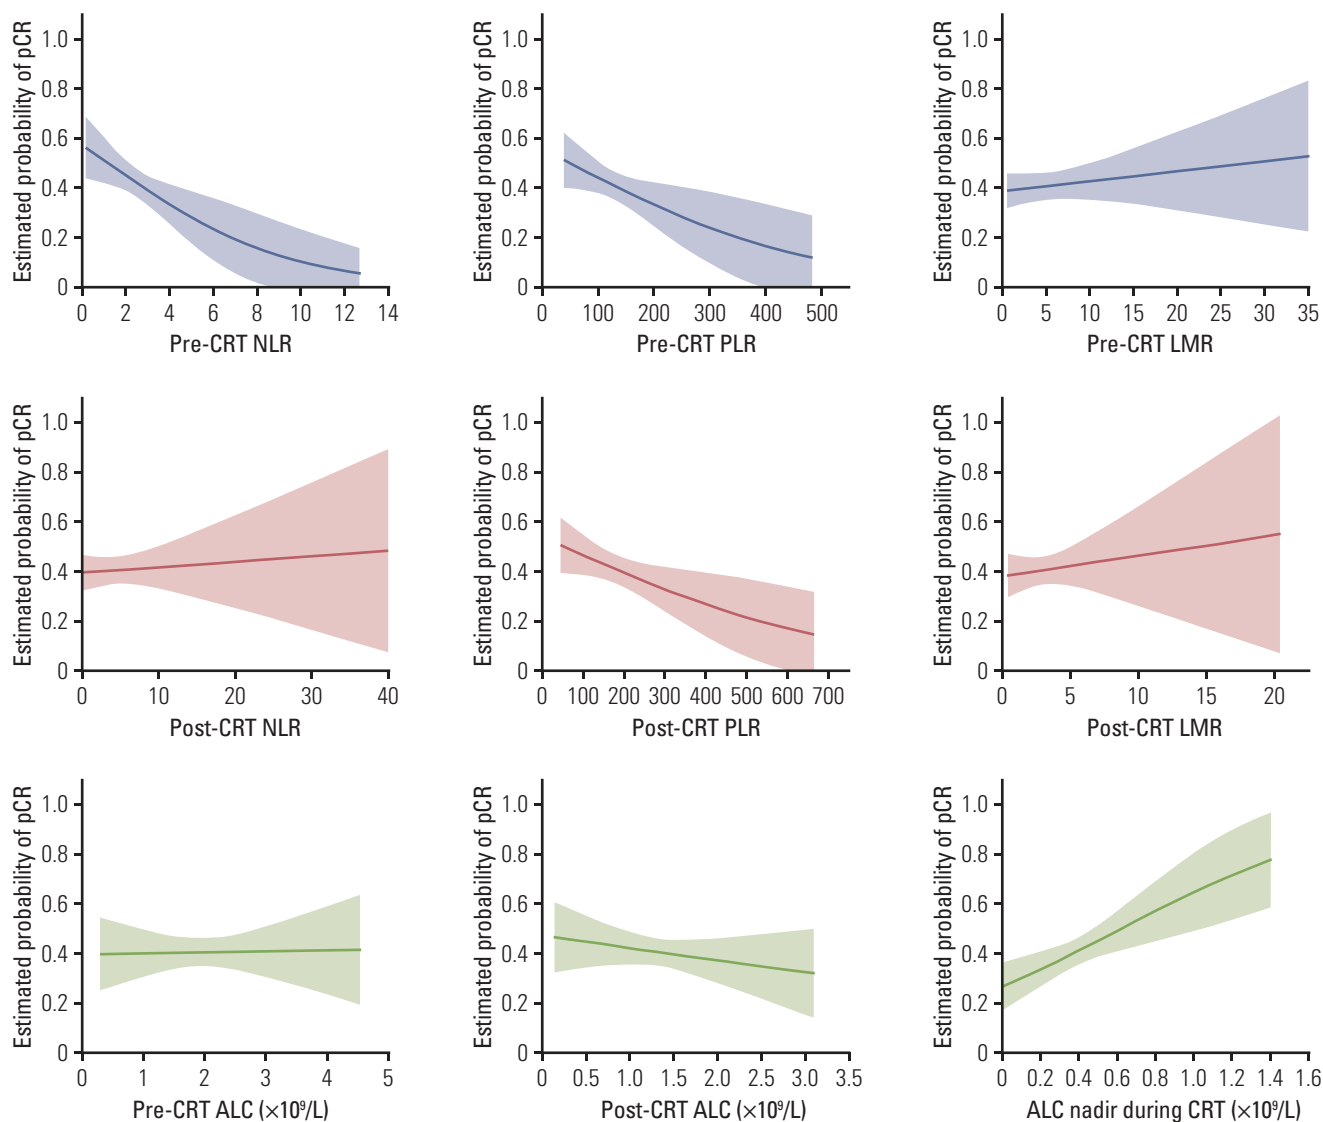 Estimated probability of pCR
1.0
0.8
0.6
0.4
0.2
0
0 2 4 6 8 10 12 14
Pre-CRT NLR
Estimated probability of pCR
1.0
0.8
0.6
0.4
0.2
0
0 100 200 300 400 500
Pre-CRT PLR
Estimated probability of pCR
1.0
0.8
0.6
0.4
0.2
0
0 5 10 15 20 25 30 35
Pre-CRT LMR
Estimated probability of pCR
1.0
0.8
0.6
0.4
0.2
0
0 10 20 30 40
Post-CRT NLR
Estimated probability of pCR
1.0
0.8
0.6
0.4
0.2
0
0 100 200 300 400 500 600 700
Post-CRT PLR
Estimated probability of pCR
1.0
0.8
0.6
0.4
0.2
0
0 5 10 15 20
Post-CRT LMR
Estimated probability of pCR
1.0
0.8
0.6
0.4
0.2
0
0 1 2 3 4 5
Pre-CRT ALC (×10⁹/L)
Estimated probability of pCR
1.0
0.8
0.6
0.4
0.2
0
0 0.5 1.0 1.5 2.0 2.5 3.0 3.5
Post-CRT ALC (×10⁹/L)
Estimated probability of pCR
1.0
0.8
0.6
0.4
0.2
0
0 0.2 0.4 0.6 0.8 1.0 1.2 1.4 1.6
ALC nadir during CRT (×10⁹/L)